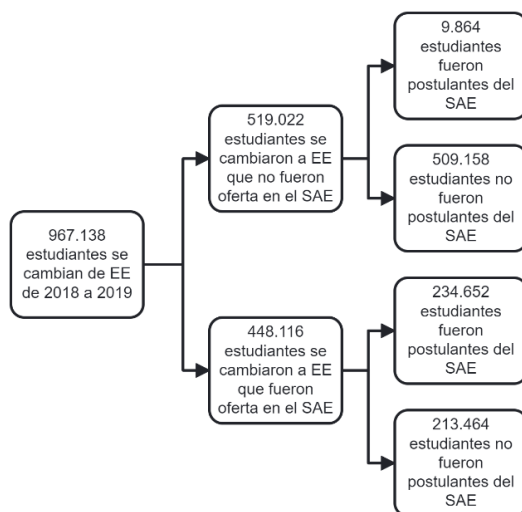 9.864
estudiantes
fueron
postulantes del
SAE
519.022
estudiantes se
cambiaron a EE
que no fueron
oferta en el SAE
509.158
estudiantes no
fueron
postulantes del
SAE
967.138
estudiantes se
cambian de EE
de 2018 a 2019
448.116
estudiantes se
cambiaron a EE
que fueron
oferta en el SAE
234.652
estudiantes
fueron
postulantes del
SAE
213.464
estudiantes no
fueron
postulantes del
SAE